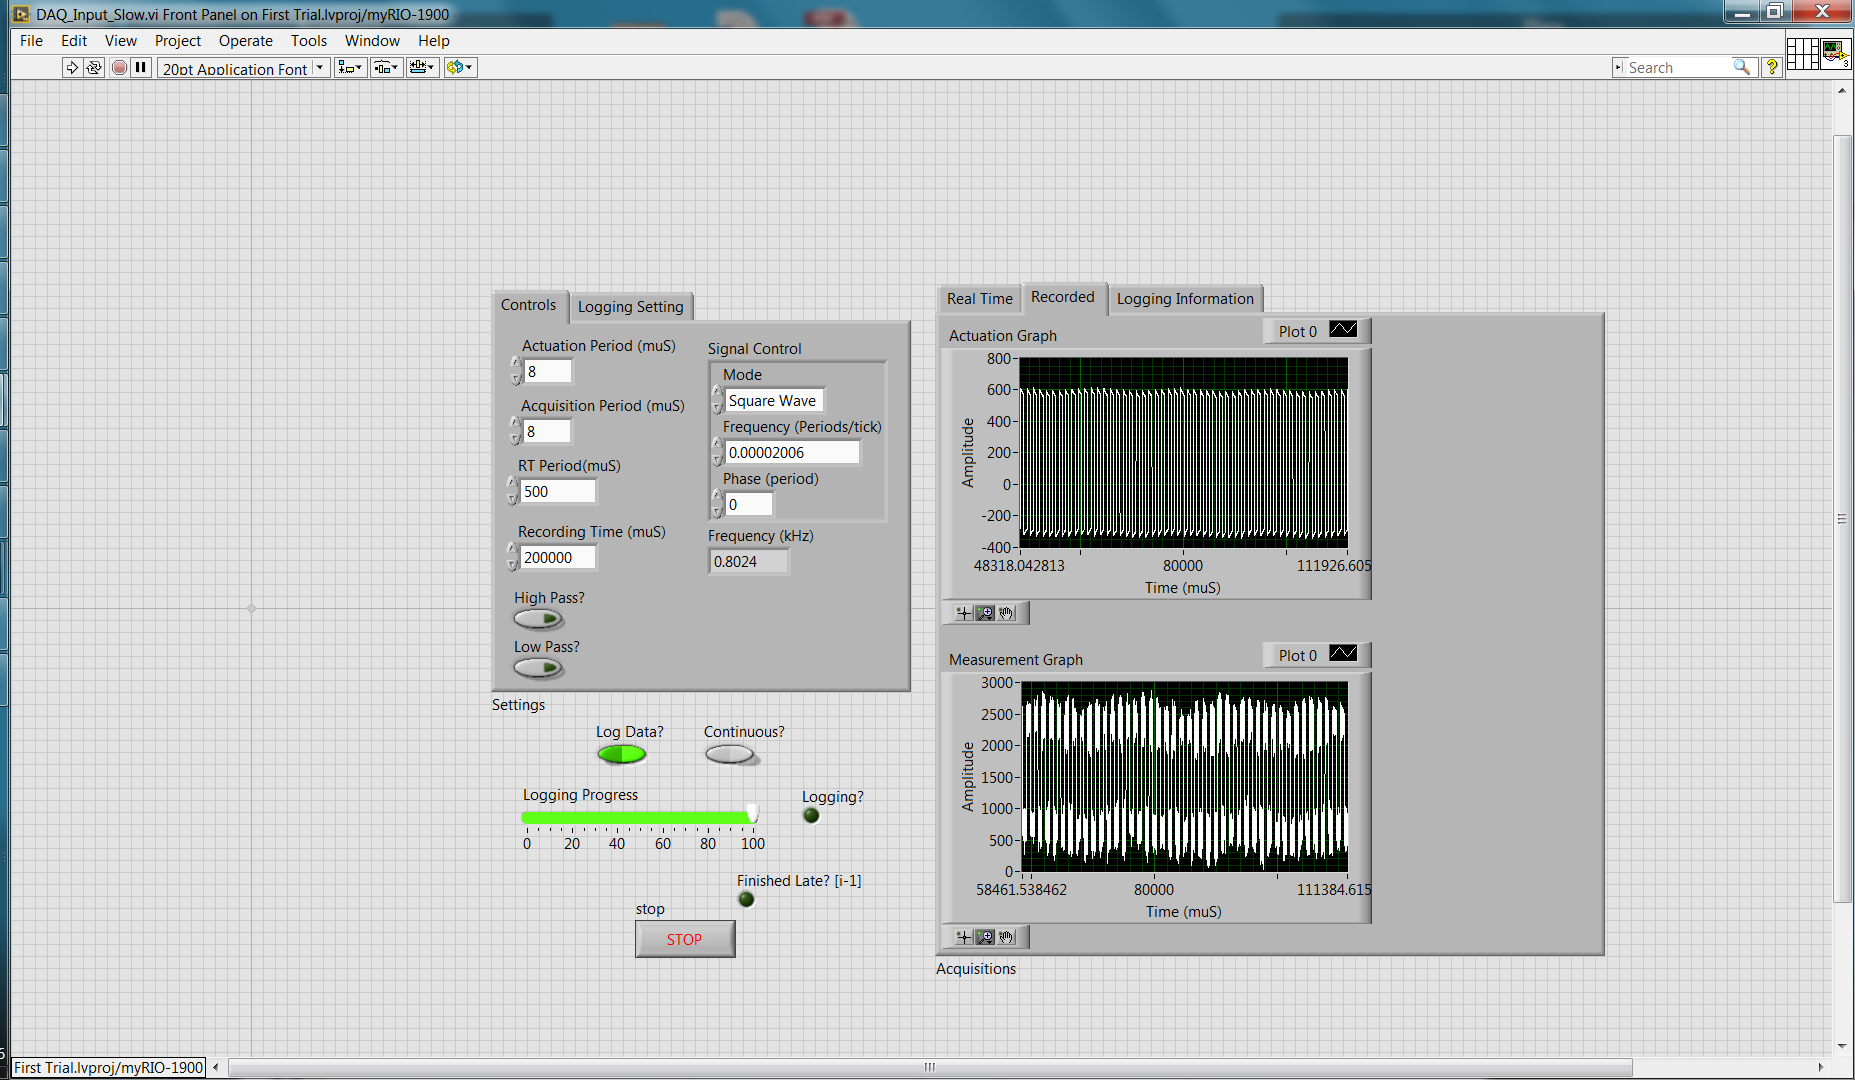 DAQ_Input_Slow.vi Front Panel on First Trial.lvproj/myRIO-1900
File Edit View Project Operate Tools Window Help
20pt Application Font
Search
?
3
Controls
Logging Setting
Actuation Period (muS)
8
Acquisition Period (muS)
8
RT Period(muS)
500
Recording Time (muS)
200000
High Pass?
Low Pass?
Signal Control
Mode
Square Wave
Frequency (Periods/tick)
0.00002006
Phase (period)
0
Frequency (kHz)
0.8024
Settings
Log Data?
Continuous?
Logging Progress
0 20 40 60 80 100
Logging?
Finished Late? [i-1]
stop
STOP
Real Time
Recorded
Logging Information
Actuation Graph
Plot 0
Amplitude
800
600
400
200
0
-200
-400
48318.042813 80000 111926.605
Time (muS)
Measurement Graph
Plot 0
Amplitude
3000
2500
2000
1500
1000
500
0
58461.538462 80000 111384.615
Time (muS)
Acquisitions
First Trial.lvproj/myRIO-1900